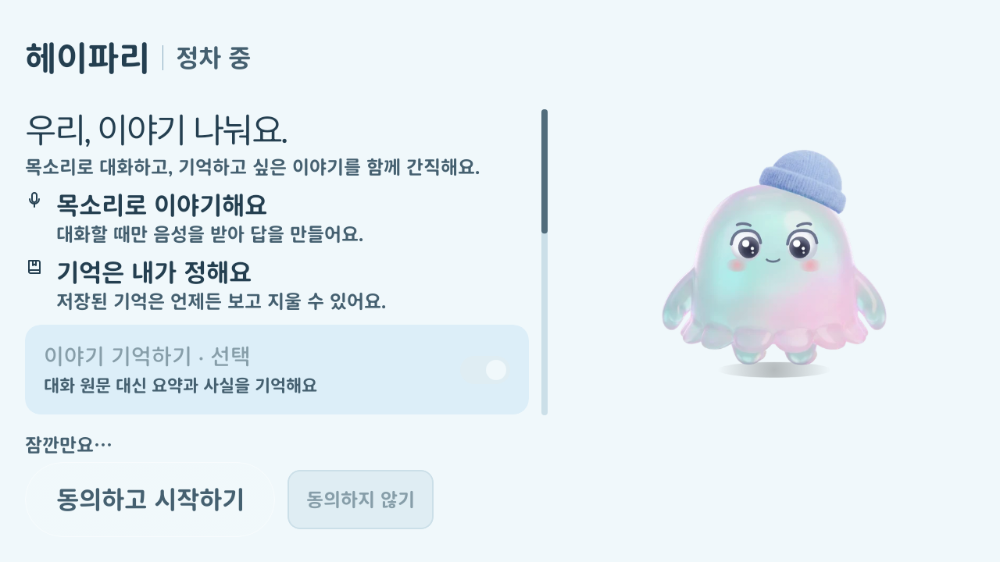 헤이파리 정차 중
우리, 이야기 나눠요.
목소리로 대화하고, 기억하고 싶은 이야기를 함께 간직해요.
목소리로 이야기해요
대화할 때만 음성을 받아 답을 만들어요.
기억은 내가 정해요
저장된 기억은 언제든 보고 지울 수 있어요.
이야기 기억하기 · 선택
대화 원문 대신 요약과 사실을 기억해요
잠깐만요…
동의하고 시작하기 동의하지 않기